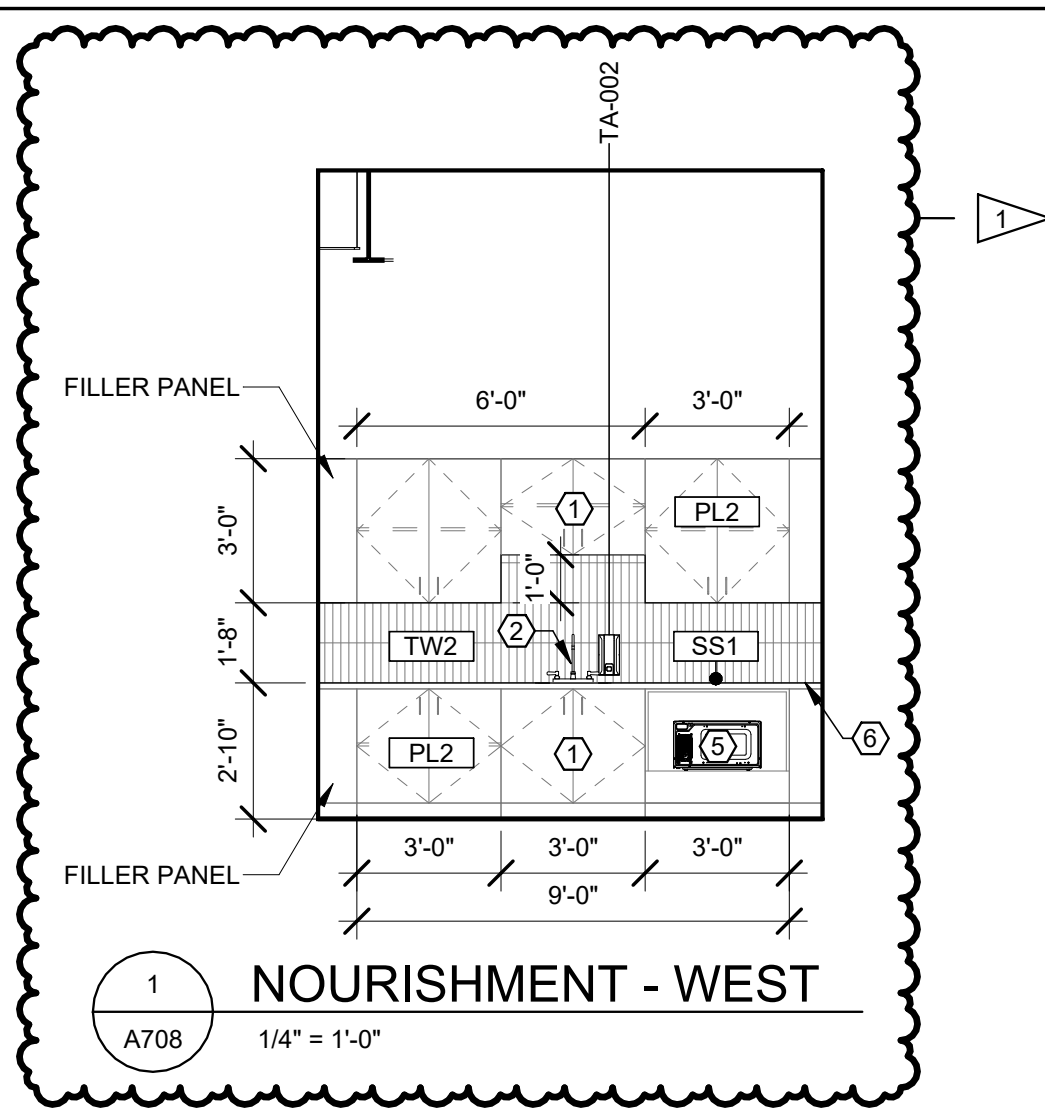 TA-002
1
FILLER PANEL
6'-0"
3'-0"
3'-0"
1
PL2
1'-0"
1'-8"
TW2
2
SS1
2'-10"
PL2
1
5
6
FILLER PANEL
3'-0"
3'-0"
3'-0"
9'-0"
1
A708
NOURISHMENT - WEST
1/4" = 1'-0"